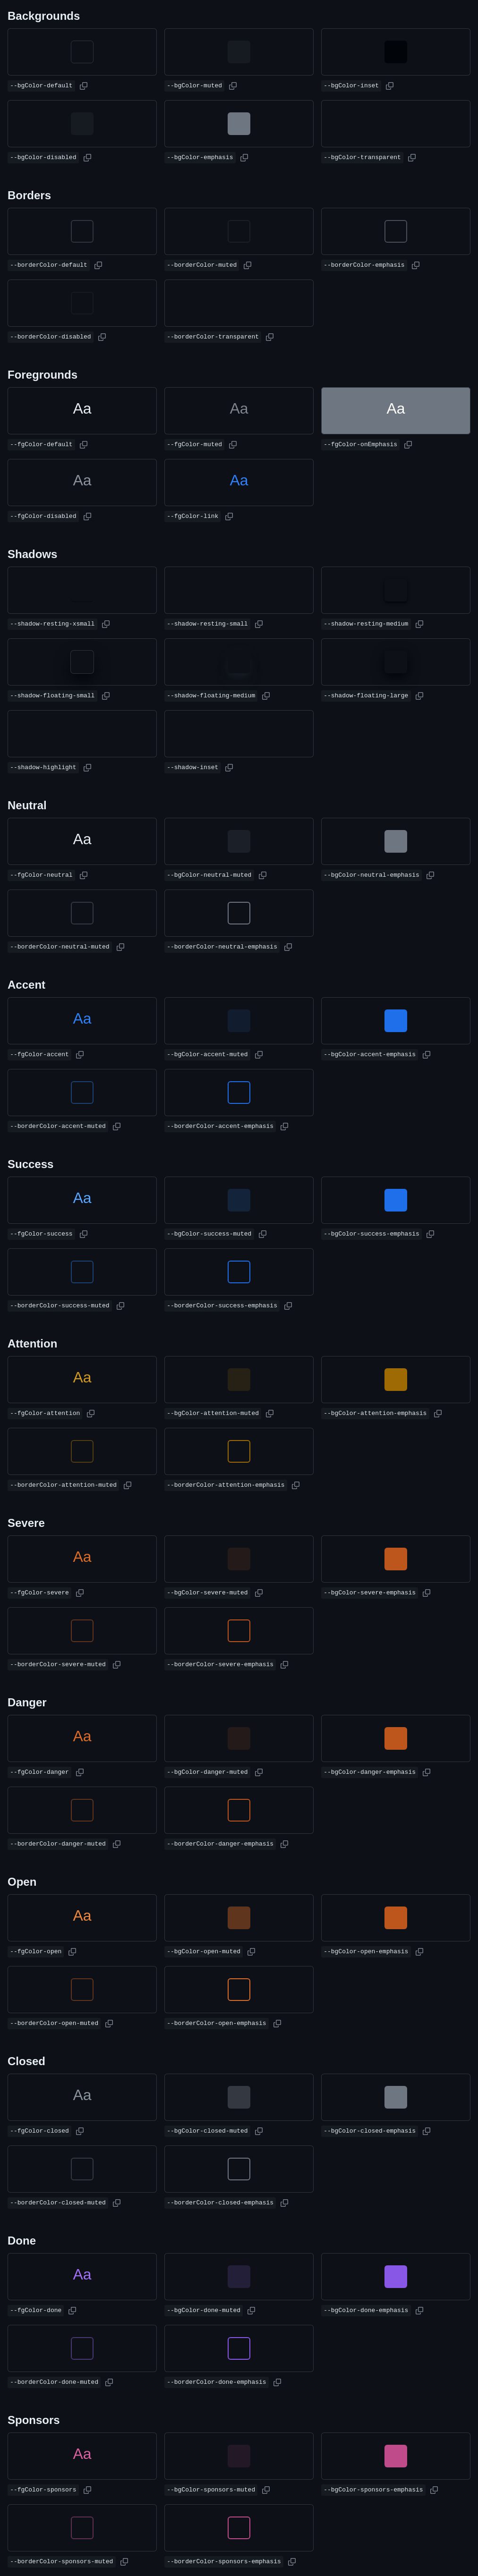 Backgrounds
--bgColor-default --bgColor-muted --bgColor-inset
--bgColor-disabled --bgColor-emphasis --bgColor-transparent
Borders
--borderColor-default --borderColor-muted --borderColor-emphasis
--borderColor-disabled --borderColor-transparent
Foregrounds
Aa Aa Aa
--fgColor-default --fgColor-muted --fgColor-onEmphasis
Aa Aa
--fgColor-disabled --fgColor-link
Shadows
--shadow-resting-xsmall --shadow-resting-small --shadow-resting-medium
--shadow-floating-small --shadow-floating-medium --shadow-floating-large
--shadow-highlight --shadow-inset
Neutral
Aa
--fgColor-neutral --bgColor-neutral-muted --bgColor-neutral-emphasis
--borderColor-neutral-muted --borderColor-neutral-emphasis
Accent
Aa
--fgColor-accent --bgColor-accent-muted --bgColor-accent-emphasis
--borderColor-accent-muted --borderColor-accent-emphasis
Success
Aa
--fgColor-success --bgColor-success-muted --bgColor-success-emphasis
--borderColor-success-muted --borderColor-success-emphasis
Attention
Aa
--fgColor-attention --bgColor-attention-muted --bgColor-attention-emphasis
--borderColor-attention-muted --borderColor-attention-emphasis
Severe
Aa
--fgColor-severe --bgColor-severe-muted --bgColor-severe-emphasis
--borderColor-severe-muted --borderColor-severe-emphasis
Danger
Aa
--fgColor-danger --bgColor-danger-muted --bgColor-danger-emphasis
--borderColor-danger-muted --borderColor-danger-emphasis
Open
Aa
--fgColor-open --bgColor-open-muted --bgColor-open-emphasis
--borderColor-open-muted --borderColor-open-emphasis
Closed
Aa
--fgColor-closed --bgColor-closed-muted --bgColor-closed-emphasis
--borderColor-closed-muted --borderColor-closed-emphasis
Done
Aa
--fgColor-done --bgColor-done-muted --bgColor-done-emphasis
--borderColor-done-muted --borderColor-done-emphasis
Sponsors
Aa
--fgColor-sponsors --bgColor-sponsors-muted --bgColor-sponsors-emphasis
--borderColor-sponsors-muted --borderColor-sponsors-emphasis